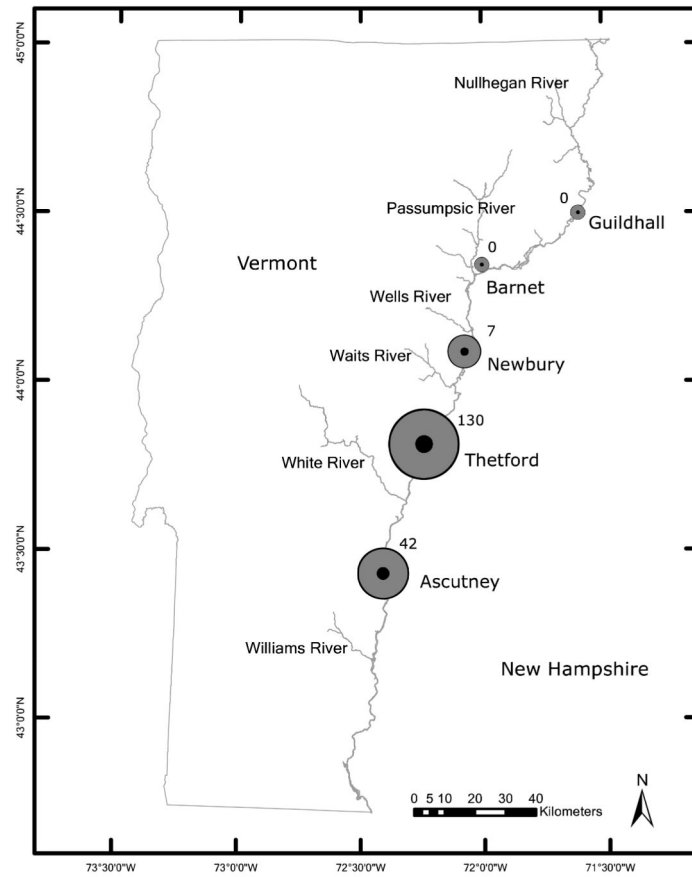 45°0'0"N
Nullhegan River
44°30'0"N
Passumpsic River
0
Guildhall
0
Vermont
Barnet
Wells River
7
Waits River
Newbury
44°0'0"N
130
White River
Thetford
43°30'0"N
42
Ascutney
Williams River
New Hampshire
43°0'0"N
N
0 5 10 20 30 40
Kilometers
73°30'0"W 73°0'0"W 72°30'0"W 72°0'0"W 71°30'0"W